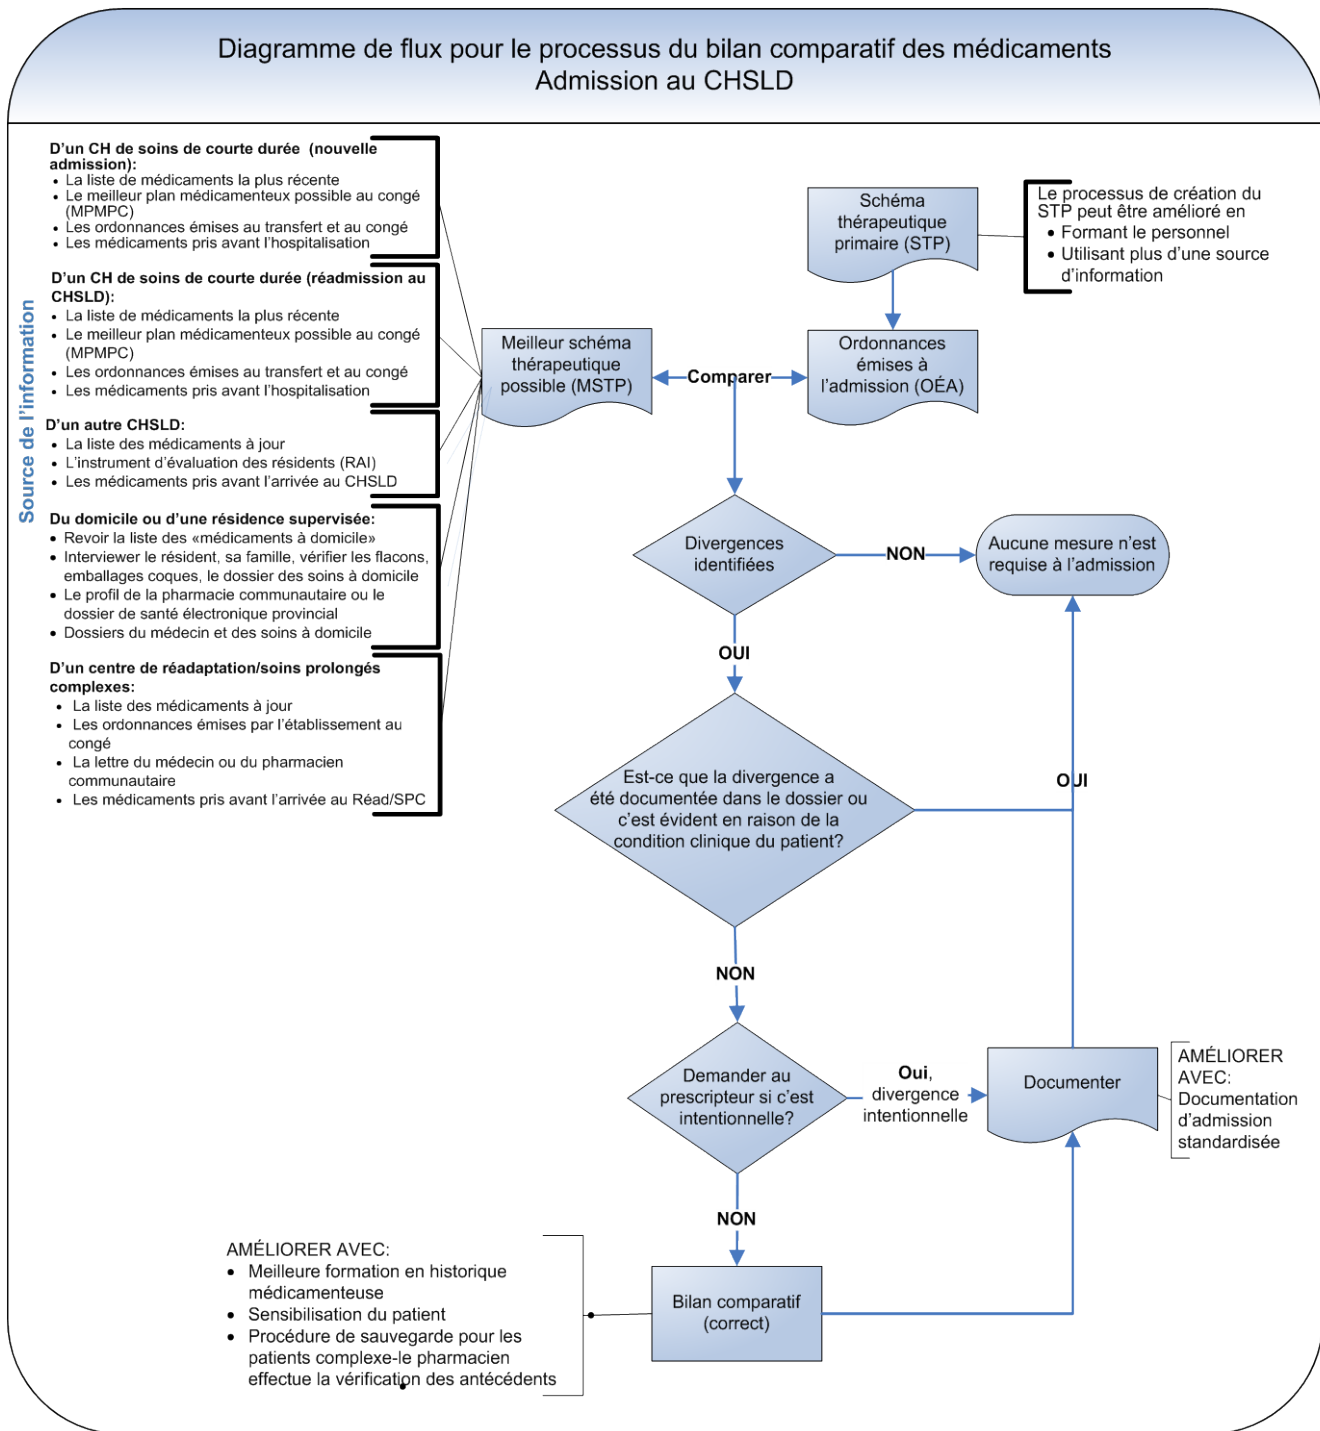 Diagramme de flux pour le processus du bilan comparatif des médicaments
Admission au CHSLD
Source de l'information
D'un CH de soins de courte durée (nouvelle
admission):
• La liste de médicaments la plus récente
• Le meilleur plan médicamenteux possible au congé
(MPMPC)
• Les ordonnances émises au transfert et au congé
• Les médicaments pris avant l'hospitalisation
D'un CH de soins de courte durée (réadmission au
CHSLD):
• La liste de médicaments la plus récente
• Le meilleur plan médicamenteux possible au congé
(MPMPC)
• Les ordonnances émises au transfert et au congé
• Les médicaments pris avant l'hospitalisation
D'un autre CHSLD:
• La liste des médicaments à jour
• L'instrument d'évaluation des résidents (RAI)
• Les médicaments pris avant l'arrivée au CHSLD
Du domicile ou d'une résidence supervisée:
• Revoir la liste des «médicaments à domicile»
• Interviewer le résident, sa famille, vérifier les flacons,
emballages coques, le dossier des soins à domicile
• Le profil de la pharmacie communautaire ou le
dossier de santé électronique provincial
• Dossiers du médecin et des soins à domicile
D'un centre de réadaptation/soins prolongés
complexes:
• La liste des médicaments à jour
• Les ordonnances émises par l'établissement au
congé
• La lettre du médecin ou du pharmacien
communautaire
• Les médicaments pris avant l'arrivée au Réad/SPC
Schéma
thérapeutique
primaire (STP)
Le processus de création du
STP peut être amélioré en
• Formant le personnel
• Utilisant plus d'une source
d'information
Meilleur schéma
thérapeutique
possible (MSTP)
Comparer
Ordonnances
émises à
l'admission (OÉA)
Divergences
identifiées
NON
Aucune mesure n'est
requise à l'admission
OUI
Est-ce que la divergence a
été documentée dans le dossier ou
c'est évident en raison de la
condition clinique du patient?
OUI
NON
Demander au
prescripteur si c'est
intentionnelle?
Oui,
divergence
intentionnelle
Documenter
AMÉLIORER
AVEC:
Documentation
d'admission
standardisée
NON
Bilan comparatif
(correct)
AMÉLIORER AVEC:
• Meilleure formation en historique
médicamenteuse
• Sensibilisation du patient
• Procédure de sauvegarde pour les
patients complexe-le pharmacien
effectue la vérification des antécédents